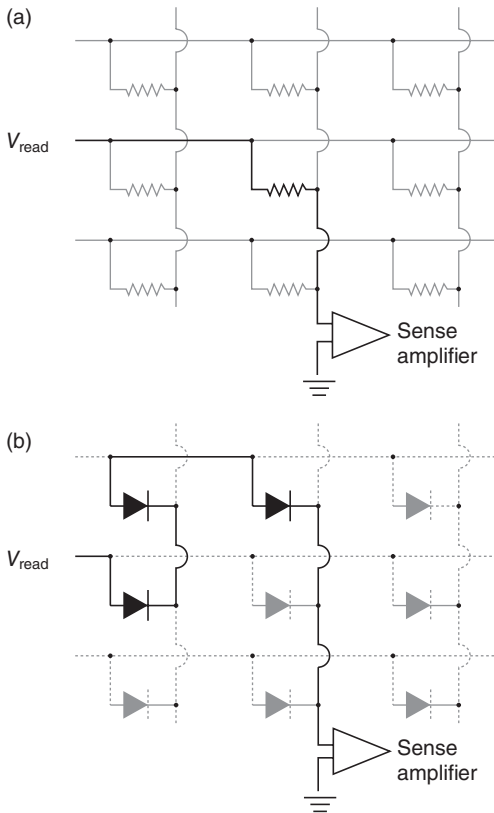 (a)
Vread
Sense
amplifier
(b)
Vread
Sense
amplifier